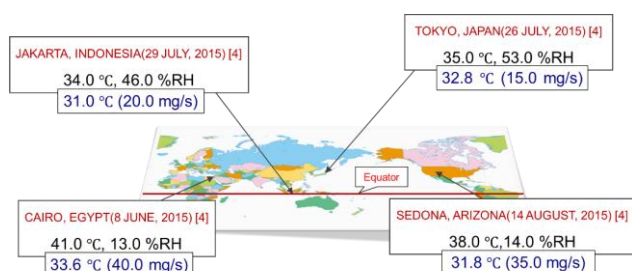 TOKYO, JAPAN(26 JULY, 2015) [4]
35.0 ℃, 53.0 %RH
32.8 ℃ (15.0 mg/s)
JAKARTA, INDONESIA(29 JULY, 2015) [4]
34.0 ℃, 46.0 %RH
31.0 ℃ (20.0 mg/s)
Equator
CAIRO, EGYPT(8 JUNE, 2015) [4]
41.0 ℃, 13.0 %RH
33.6 ℃ (40.0 mg/s)
SEDONA, ARIZONA(14 AUGUST, 2015) [4]
38.0 ℃,14.0 %RH
31.8 ℃ (35.0 mg/s)